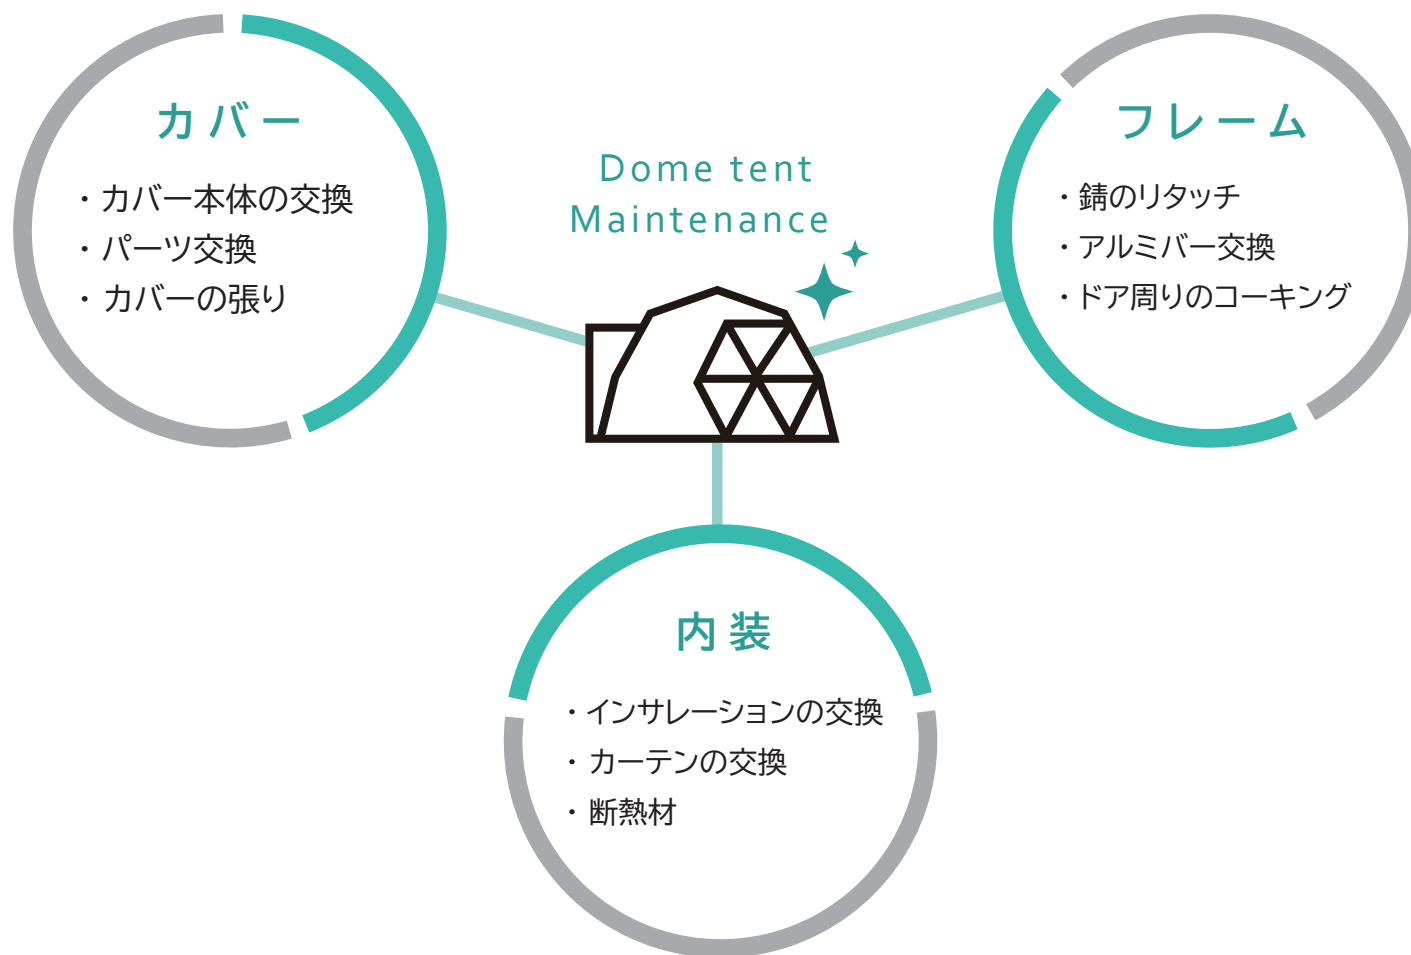 カバー
・カバー本体の交換
・パーツ交換
・カバーの張り
Dome tent
Maintenance
フレーム
・錆のリタッチ
・アルミバー交換
・ドア周りのコーキング
内装
・インサレーションの交換
・カーテンの交換
・断熱材